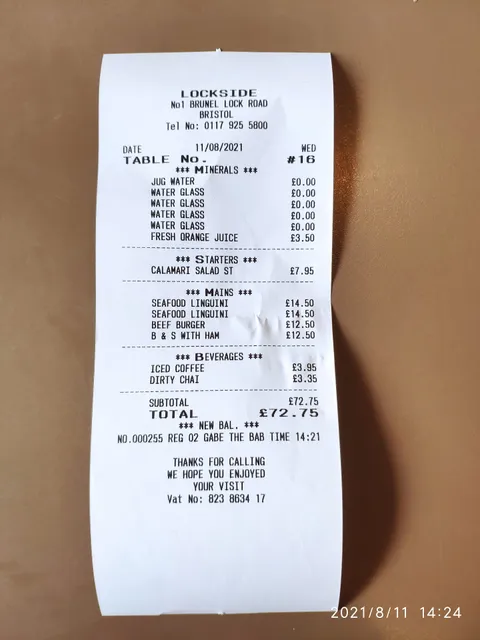 LOCKSIDE
No1 BRUNEL LOCK ROAD
BRISTOL
Tel No: 0117 925 5800
DATE 11/08/2021 WED
TABLE No. #16
*** MINERALS ***
JUG WATER £0.00
WATER GLASS £0.00
WATER GLASS £0.00
WATER GLASS £0.00
WATER GLASS £0.00
FRESH ORANGE JUICE £3.50
*** STARTERS ***
CALAMARI SALAD ST £7.95
*** MAINS ***
SEAFOOD LINGUINI £14.50
SEAFOOD LINGUINI £14.50
BEEF BURGER £12.50
B & S WITH HAM £12.50
*** BEVERAGES ***
ICED COFFEE £3.95
DIRTY CHAI £3.35
SUBTOTAL £72.75
TOTAL £72.75
*** NEW BAL. ***
NO.000255 REG 02 GABE THE BAB TIME 14:21
THANKS FOR CALLING
WE HOPE YOU ENJOYED
YOUR VISIT
Vat No: 823 8634 17
2021/8/11 14:24